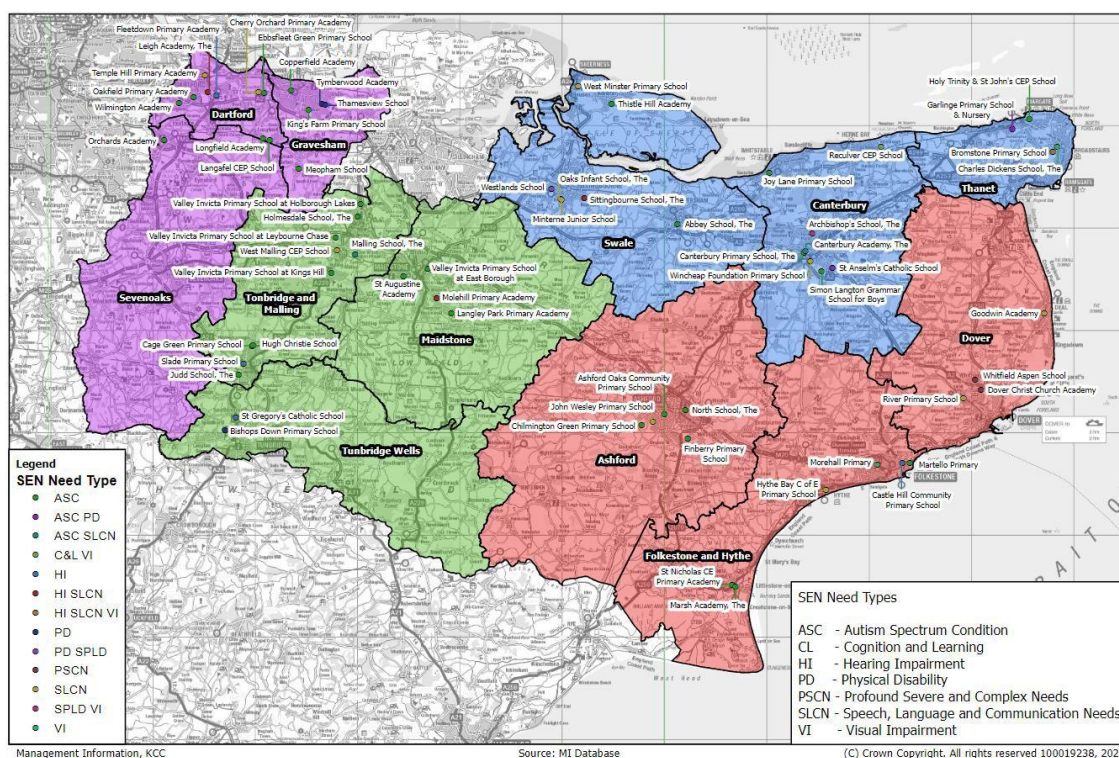 Cherry Orchard Primary Academy
Fleetdown Primary Academy
Ebbsfleet Green Primary School
Leigh Academy, The
Copperfield Academy
Temple Hill Primary Academy
Tymberwood Academy
Oakfield Primary Academy
Thamesview School
Wilmington Academy
Dartford
King's Farm Primary School
Orchards Academy
Longfield Academy
Gravesham
Langafel CEP School
Meopham School
SHEERNESS
West Minster Primary School
Thistle Hill Academy
Holy Trinity & St John's CEP School
Garlinge Primary School
& Nursery
MARGATE
Reculver CEP School
Bromstone Primary School
Charles Dickens School, The
BROADSTAIRS
RAMSGATE
WHITSTABLE
Joy Lane Primary School
Thanet
Valley Invicta Primary School at Holborough Lakes
Holmesdale School, The
Valley Invicta Primary School at Leybourne Chase
Malling School, The
West Malling CEP School
Valley Invicta Primary School at Kings Hill
Valley Invicta Primary School
at East Borough
St Augustine
Academy
Molehill Primary Academy
Langley Park Primary Academy
Sevenoaks
Tonbridge and
Malling
Maidstone
Oaks Infant School, The
Westlands School
Sittingbourne School, The
Minterne Junior School
Abbey School, The
Swale
Canterbury
Archbishop's School, The
Canterbury Academy, The
Canterbury Primary School, The
St Anselm's Catholic School
Wincheap Foundation Primary School
Simon Langton Grammar
School for Boys
Cage Green Primary School
Hugh Christie School
Slade Primary School
Judd School, The
St Gregory's Catholic School
Bishops Down Primary School
Tunbridge Wells
Goodwin Academy
Dover
Whitfield Aspen School
Dover Christ Church Academy
River Primary School
DOVER
Ashford Oaks Community
Primary School
John Wesley Primary School
North School, The
Chilmington Green Primary School
Finberry Primary
School
Ashford
Morehall Primary
Martello Primary
FOLKESTONE
Hythe Bay C of E
Primary School
HYTHE
Castle Hill Community
Primary School
Folkestone and Hythe
St Nicholas CE
Primary Academy
Marsh Academy, The
Legend
SEN Need Type
ASC
ASC PD
ASC SLCN
C&L VI
HI
HI SLCN
HI SLCN VI
PD
PD SPLD
PSCN
SLCN
SPLD VI
VI
SEN Need Types
ASC - Autism Spectrum Condition
CL - Cognition and Learning
HI - Hearing Impairment
PD - Physical Disability
PSCN - Profound Severe and Complex Needs
SLCN - Speech, Language and Communication Needs
VI - Visual Impairment
Management Information, KCC
Source: MI Database
(C) Crown Copyright. All rights reserved 100019238, 202